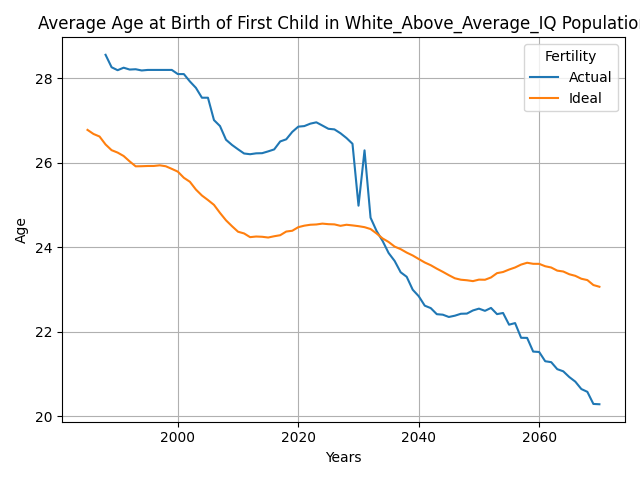 Average Age at Birth of First Child in White_Above_Average_IQ Population
Fertility
Actual
Ideal
28
26
24
22
20
Age
2000
2020
2040
2060
Years